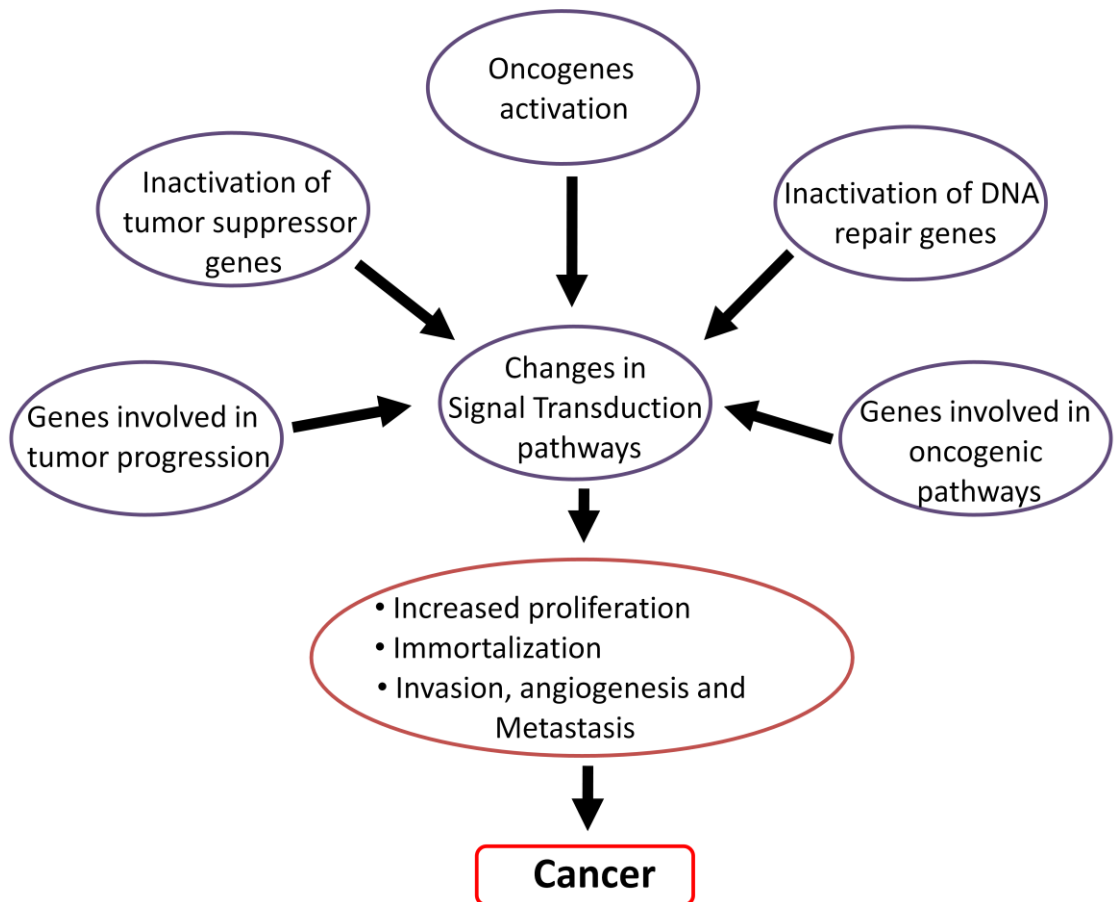 Oncogenes
activation
Inactivation of
tumor suppressor
genes
Inactivation of DNA
repair genes
Changes in
Signal Transduction
pathways
Genes involved in
tumor progression
Genes involved in
oncogenic
pathways
• Increased proliferation
• Immortalization
• Invasion, angiogenesis and
Metastasis
Cancer